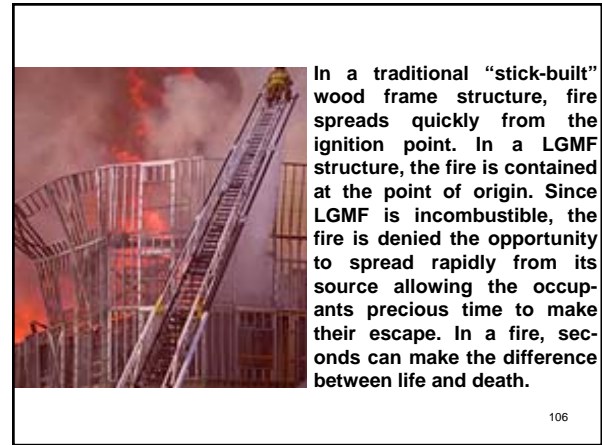 In a traditional “stick-built”
wood frame structure, fire
spreads quickly from the
ignition point. In a LGMF
structure, the fire is contained
at the point of origin. Since
LGMF is incombustible, the
fire is denied the opportunity
to spread rapidly from its
source allowing the occup-
ants precious time to make
their escape. In a fire, sec-
onds can make the difference
between life and death.
106